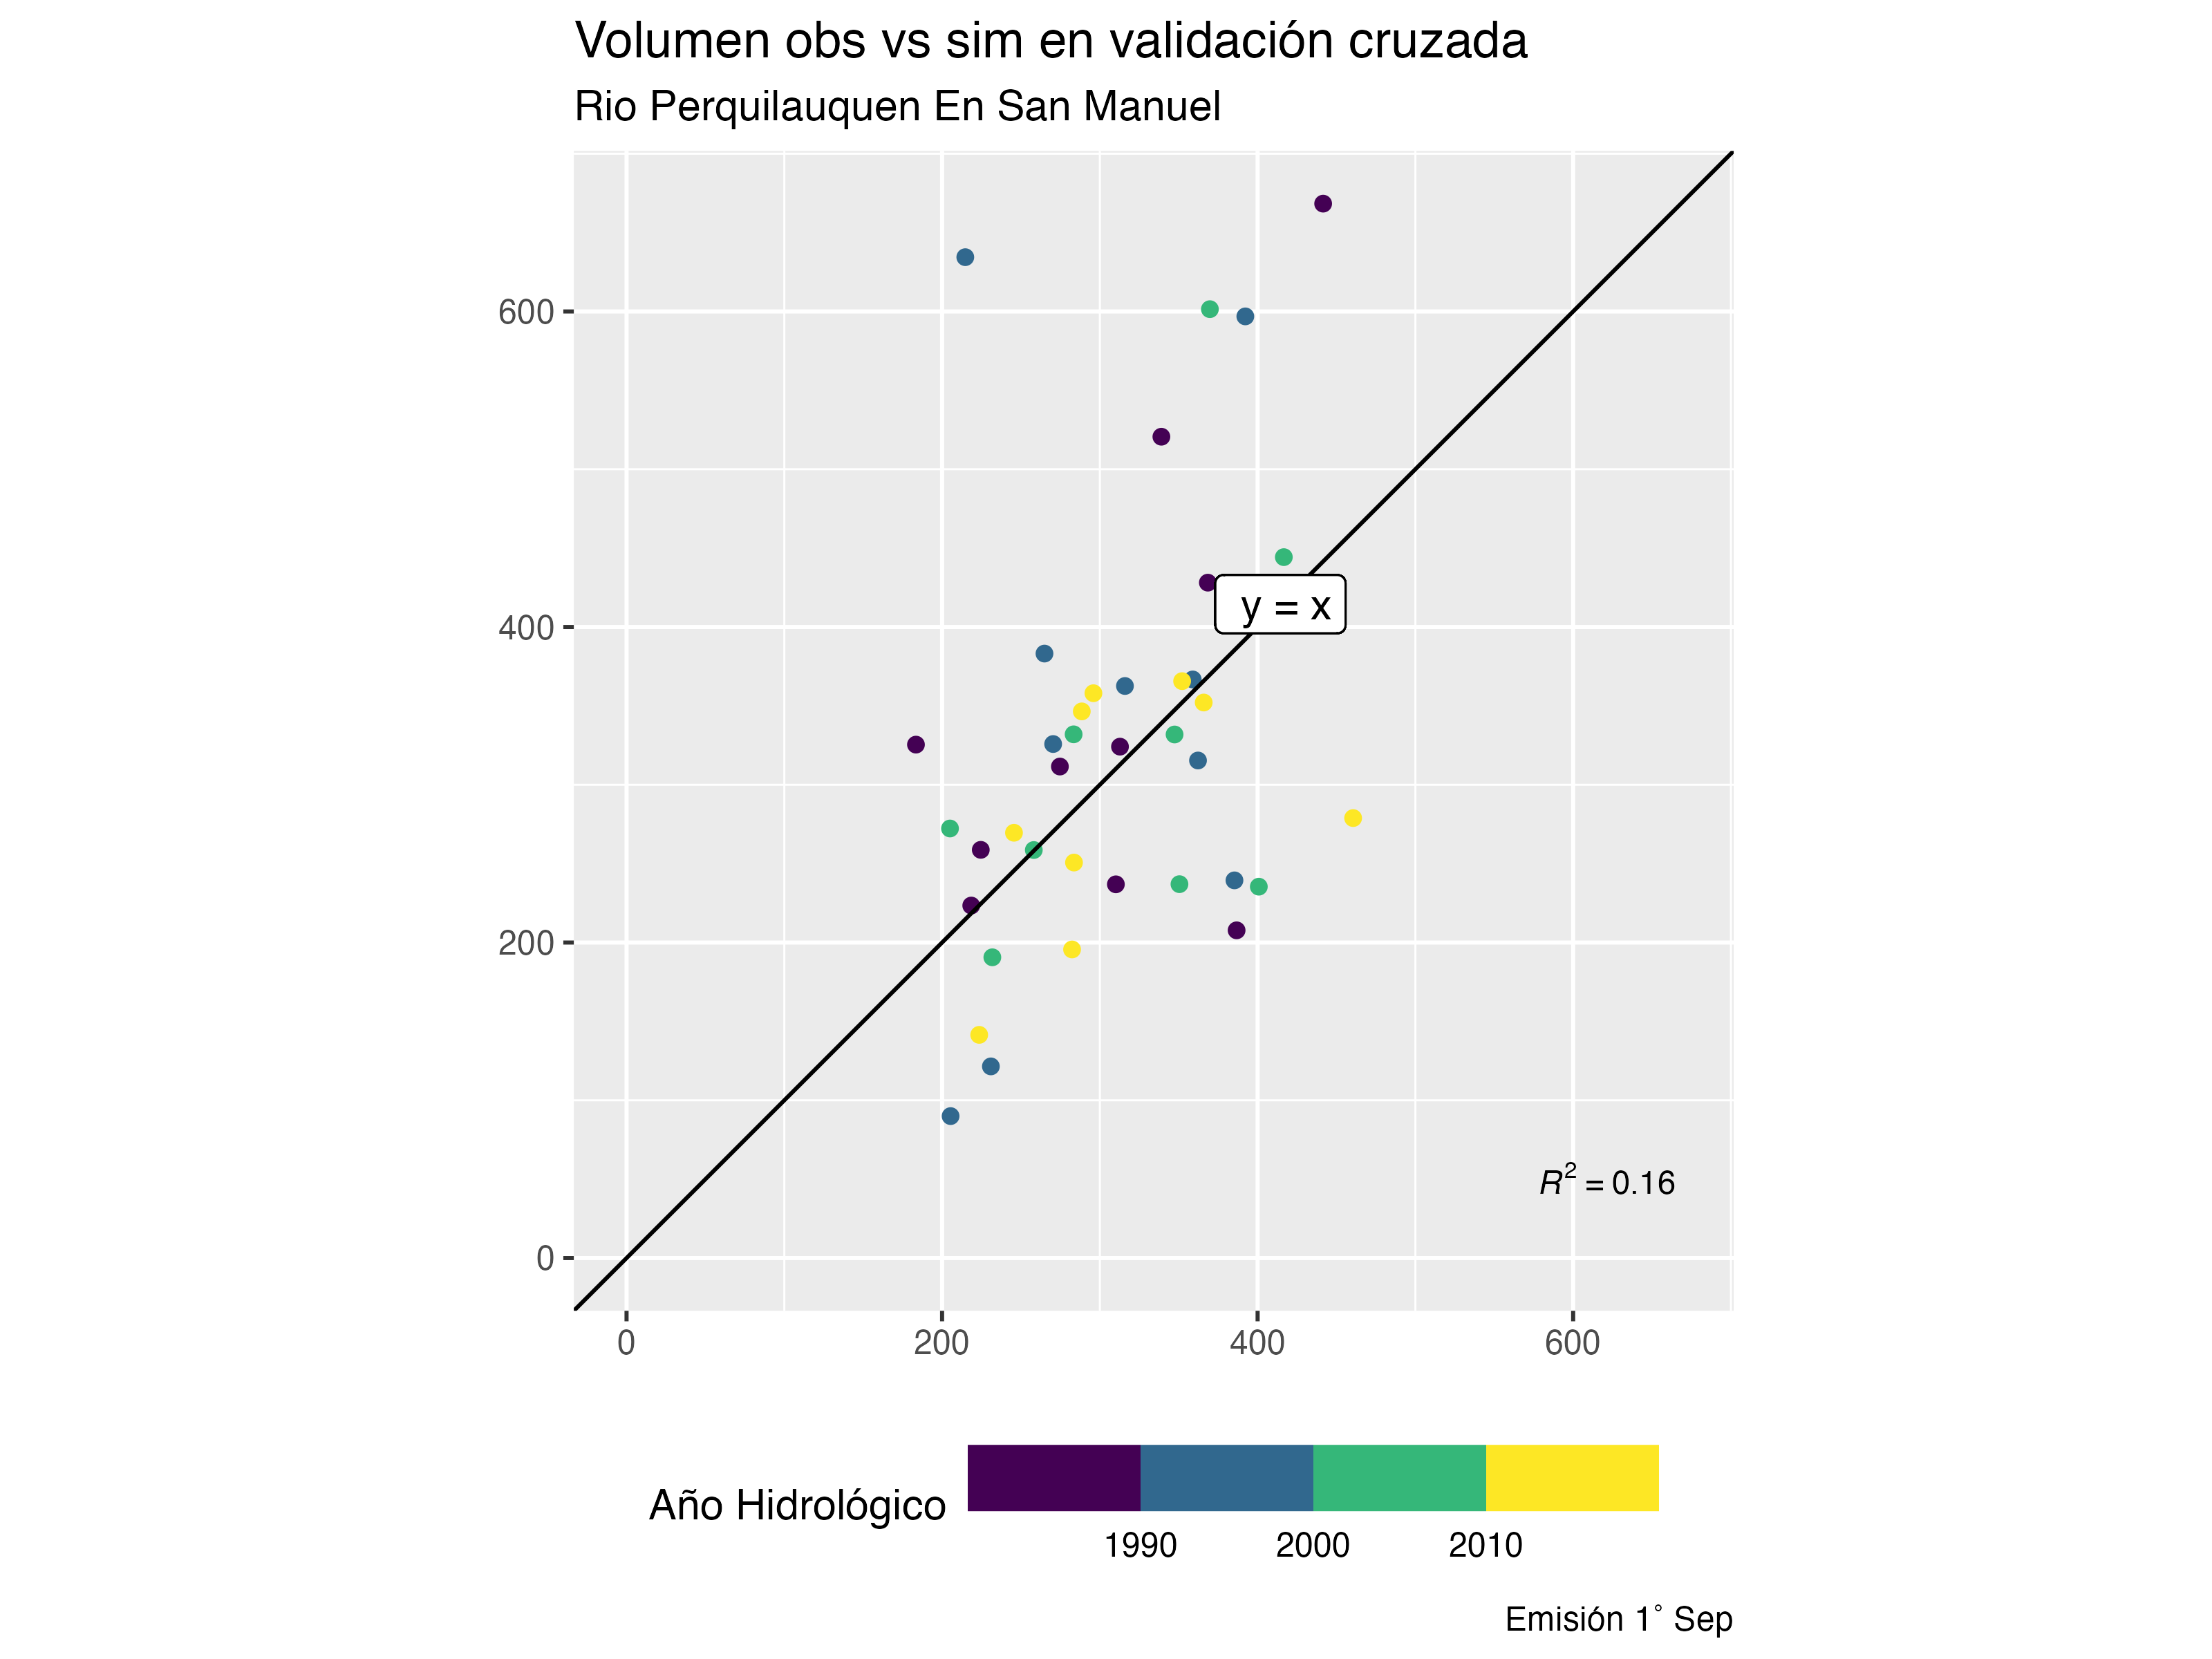 Volumen obs vs sim en validación cruzada
Rio Perquilauquen En San Manuel
600
400
200
0
y = x
R² = 0.16
0 200 400 600
Año Hidrológico
1990 2000 2010
Emisión 1° Sep